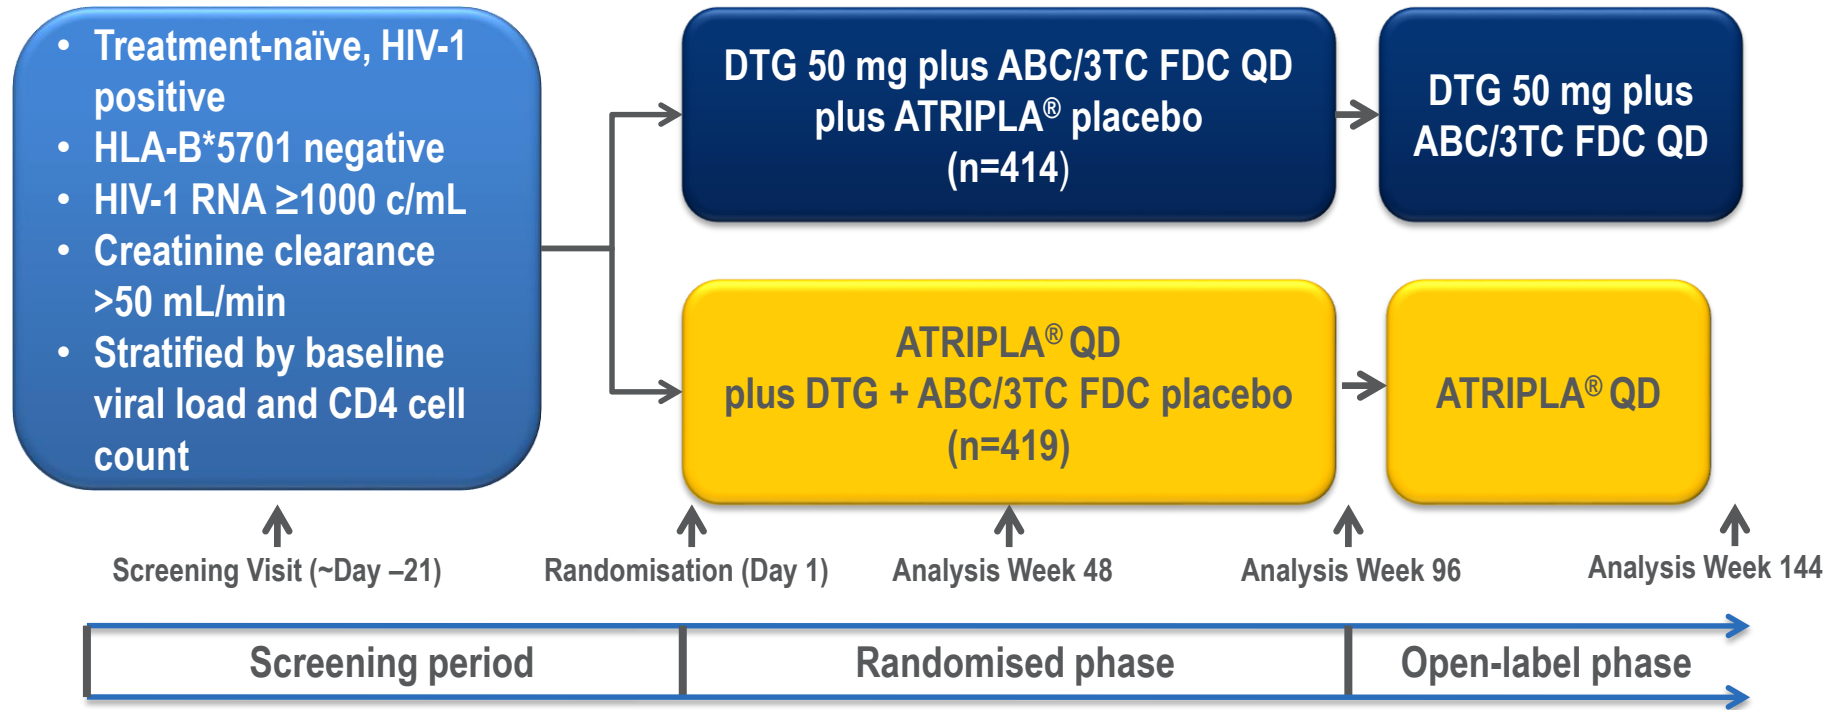 • Treatment-naïve, HIV-1
positive
• HLA-B*5701 negative
• HIV-1 RNA ≥1000 c/mL
• Creatinine clearance
>50 mL/min
• Stratified by baseline
viral load and CD4 cell
count
DTG 50 mg plus ABC/3TC FDC QD
plus ATRIPLA® placebo
(n=414)
DTG 50 mg plus
ABC/3TC FDC QD
ATRIPLA® QD
plus DTG + ABC/3TC FDC placebo
(n=419)
ATRIPLA® QD
Screening Visit (~Day –21)
Randomisation (Day 1)
Analysis Week 48
Analysis Week 96
Analysis Week 144
Screening period
Randomised phase
Open-label phase